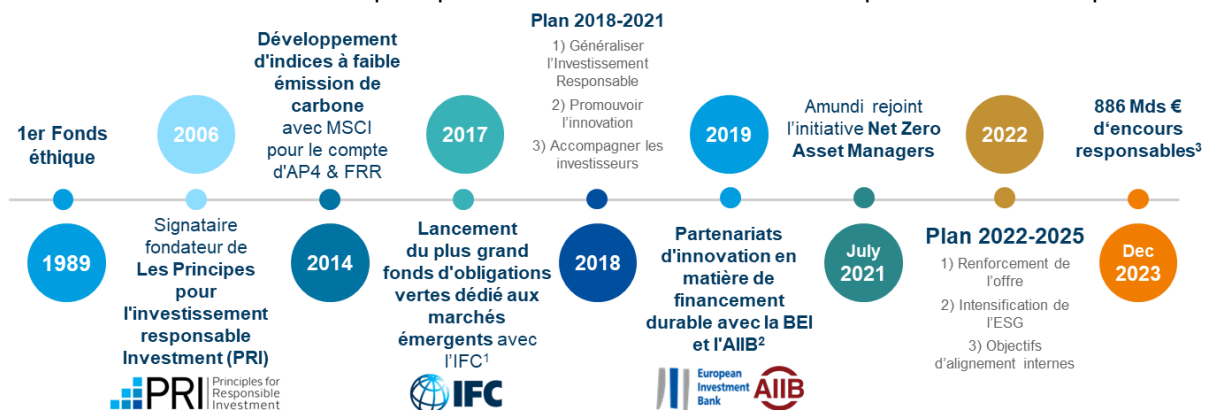 1er Fonds
éthique
1989
2006
Signataire
fondateur de
Les Principes
pour
l'investissement
responsable
Investment (PRI)
PRI
Principles for
Responsible
Investment
Développement
d'indices à faible
émission de
carbone
avec MSCI
pour le compte
d'AP4 & FRR
2014
2017
Lancement
du plus grand
fonds d'obligations
vertes dédié aux
marchés
émergents avec
l'IFC¹
IFC
Plan 2018-2021
1) Généraliser
l'Investissement
Responsable
2) Promouvoir
l'innovation
3) Accompagner les
investisseurs
2018
2019
Partenariats
d'innovation en
matière de
financement
durable avec la BEI
et l'AIIB²
European
Investment
Bank
AIIB
Amundi rejoint
l'initiative Net Zero
Asset Managers
July
2021
2022
Plan 2022-2025
1) Renforcement de
l'offre
2) Intensification de
l'ESG
3) Objectifs
d'alignement internes
886 Mds €
d'encours
responsables³
Dec
2023